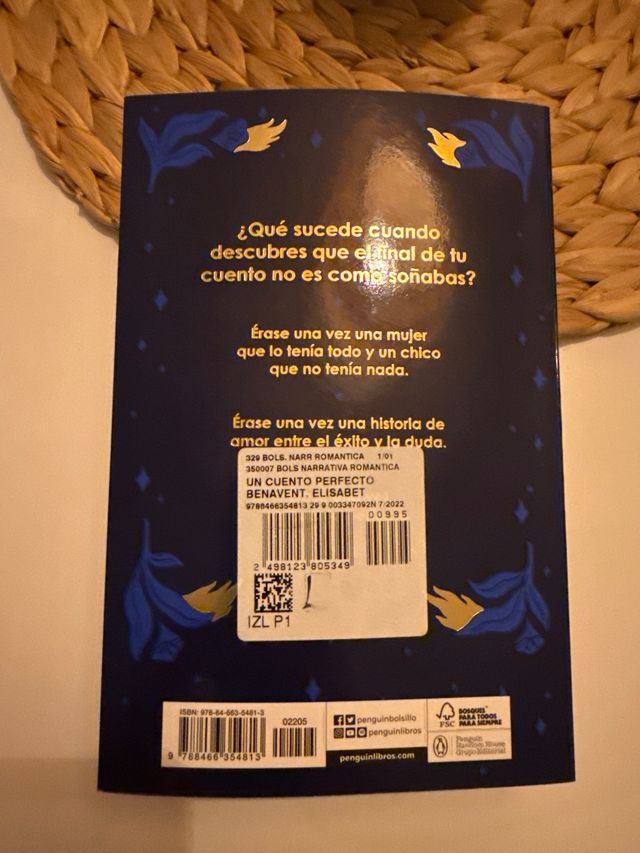 ¿Qué sucede cuando
descubres que el final de tu
cuento no es como soñabas?
Érase una vez una mujer
que lo tenía todo y un chico
que no tenía nada.
Érase una vez una historia de
amor entre el éxito y la duda.
329 BOLS. NARR ROMANTICA 1/01
350007 BOLS NARRATIVA ROMANTICA
UN CUENTO PERFECTO
BENAVENT, ELISABET
9788466354813 29 9 003347092N 7/2022
00995
2 498123 805349
IZL P1
ISBN: 978-84-663-5481-3
02205
9 788466 354813
penguinbolsillo
penguinlibros
penguinlibros.com
FSC
BOSQUES
PARA TODOS
PARA SIEMPRE
Penguin
Random House
Grupo Editorial